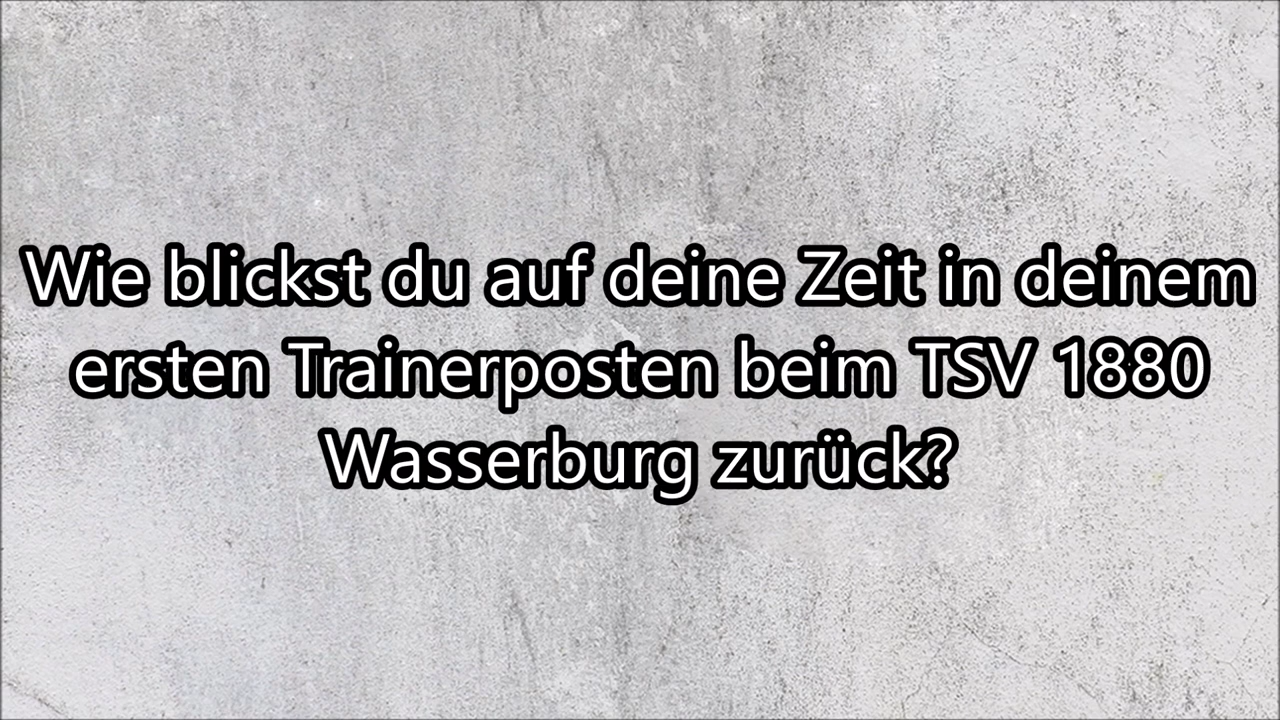 Wie blickst du auf deine Zeit in deinem
ersten Trainerposten beim TSV 1880
Wasserburg zurück?